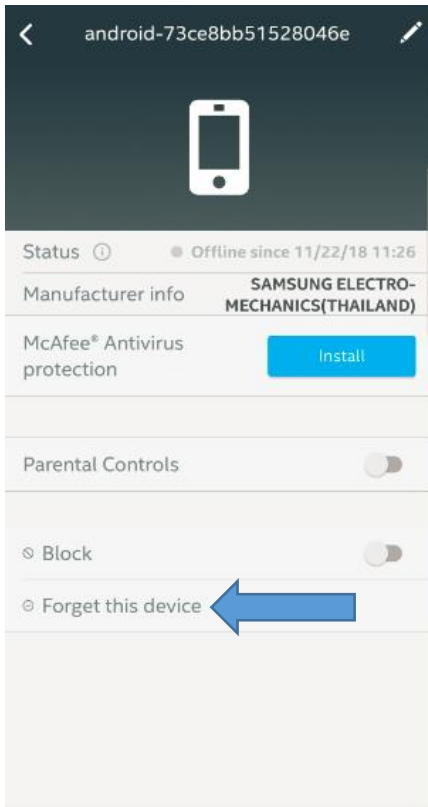 android-73ce8bb51528046e
Status Offline since 11/22/18 11:26
Manufacturer info SAMSUNG ELECTRO-
MECHANICS(THAILAND)
McAfee® Antivirus
protection
Install
Parental Controls
Block
Forget this device